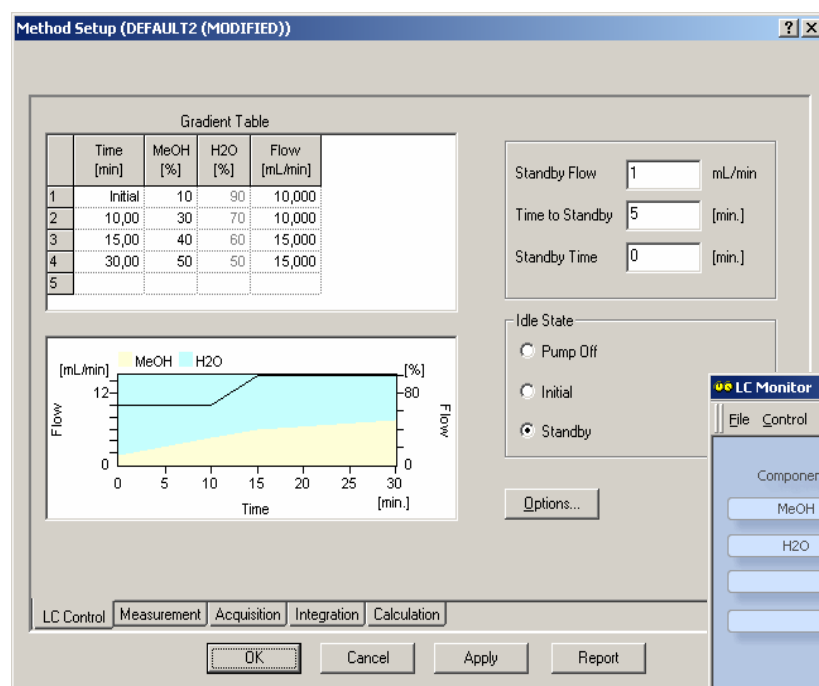 Method Setup (DEFAULT2 (MODIFIED))
Gradient Table
Time [min] MeOH [%] H2O [%] Flow [mL/min]
1 Initial 10 90 10,000
2 10,00 30 70 10,000
3 15,00 40 60 15,000
4 30,00 50 50 15,000
5
Standby Flow 1 mL/min
Time to Standby 5 [min.]
Standby Time 0 [min.]
Idle State
Pump Off
Initial
Standby
Options...
MeOH H2O
[mL/min] [%]
12 80
Flow Flow
0 0
0 5 10 15 20 25 30
Time [min.]
LC Monitor
File Control
Componen
MeOH
H2O
LC Control Measurement Acquisition Integration Calculation
OK Cancel Apply Report